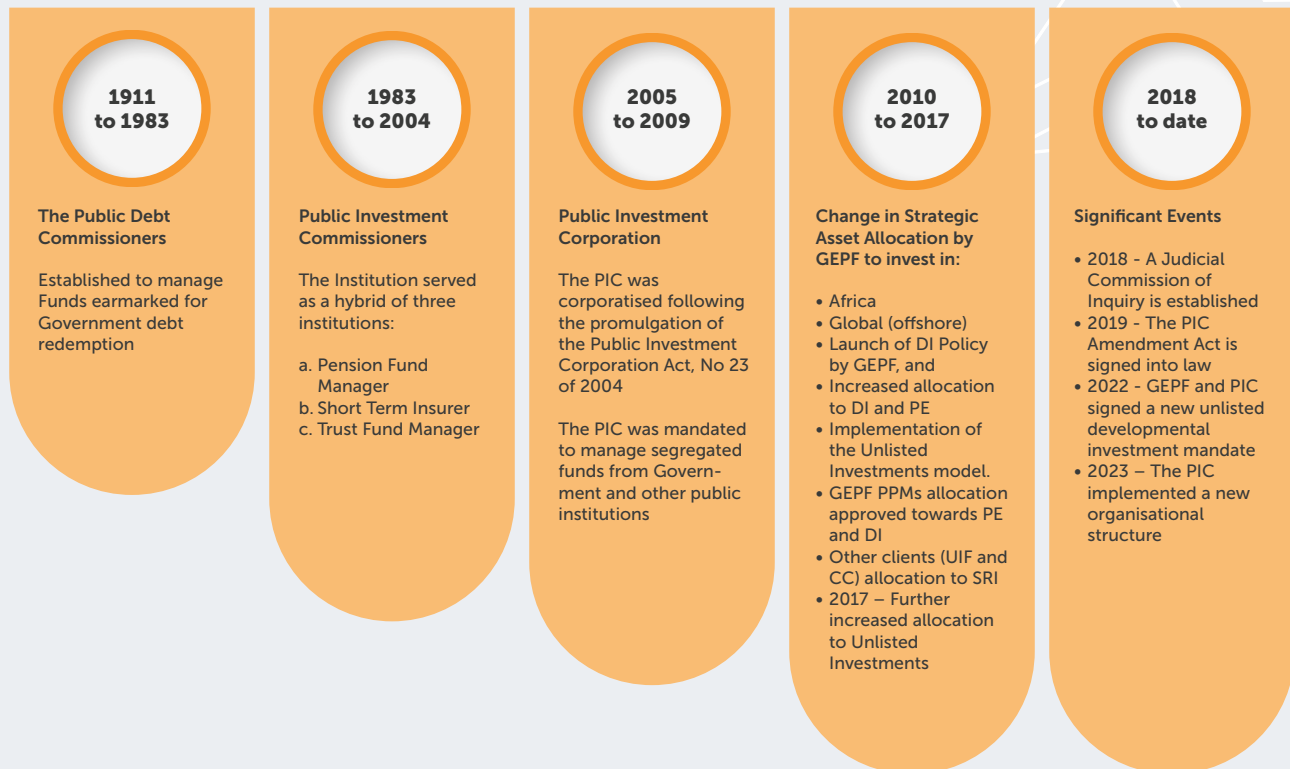 1911
to 1983
The Public Debt
Commissioners
Established to manage
Funds earmarked for
Government debt
redemption
1983
to 2004
Public Investment
Commissioners
The Institution served
as a hybrid of three
institutions:
a. Pension Fund
Manager
b. Short Term Insurer
c. Trust Fund Manager
2005
to 2009
Public Investment
Corporation
The PIC was
corporatised following
the promulgation of
the Public Investment
Corporation Act, No 23
of 2004
The PIC was mandated
to manage segregated
funds from Govern-
ment and other public
institutions
2010
to 2017
Change in Strategic
Asset Allocation by
GEPF to invest in:
• Africa
• Global (offshore)
• Launch of DI Policy
by GEPF, and
• Increased allocation
to DI and PE
• Implementation of
the Unlisted
Investments model.
• GEPF PPMs allocation
approved towards PE
and DI
• Other clients (UIF and
CC) allocation to SRI
• 2017 – Further
increased allocation
to Unlisted
Investments
2018
to date
Significant Events
• 2018 - A Judicial
Commission of
Inquiry is established
• 2019 - The PIC
Amendment Act is
signed into law
• 2022 - GEPF and PIC
signed a new unlisted
developmental
investment mandate
• 2023 – The PIC
implemented a new
organisational
structure